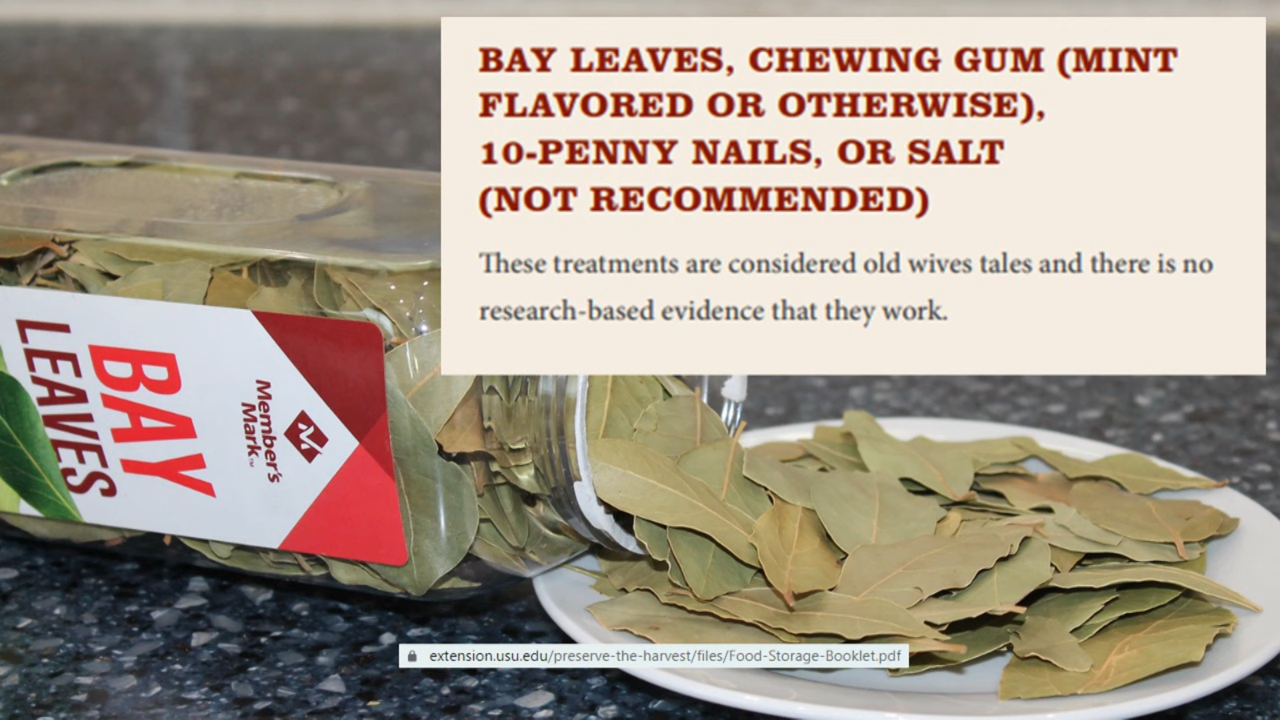 BAY LEAVES, CHEWING GUM (MINT
FLAVORED OR OTHERWISE),
10-PENNY NAILS, OR SALT
(NOT RECOMMENDED)
These treatments are considered old wives tales and there is no
research-based evidence that they work.
BAY
LEAVES
Member's
Mark™
extension.usu.edu/preserve-the-harvest/files/Food-Storage-Booklet.pdf